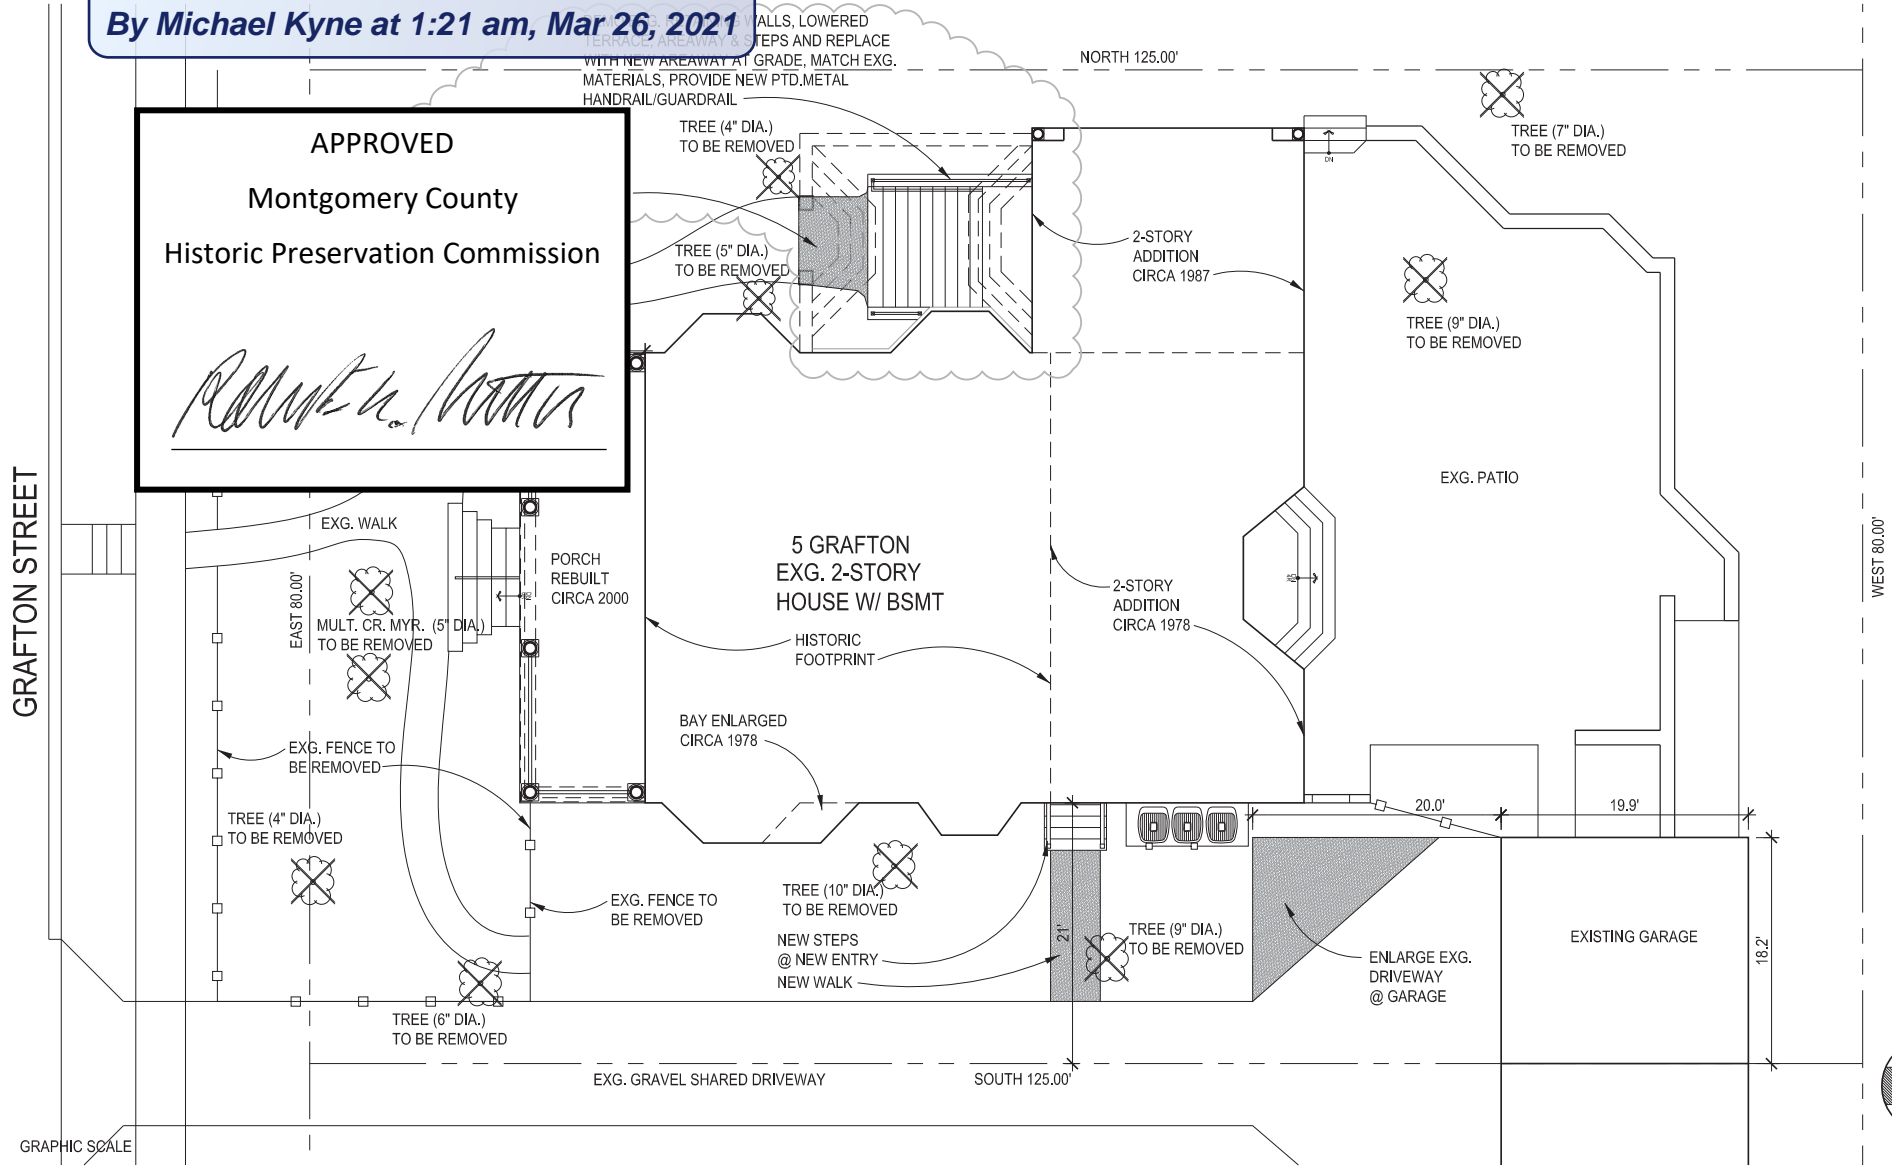 By Michael Kyne at 1:21 am, Mar 26, 2021
WALLS, LOWERED
TERRACE, AREAWAY & STEPS AND REPLACE
WITH NEW AREAWAY AT GRADE, MATCH EXG.
MATERIALS, PROVIDE NEW PTD.METAL
HANDRAIL/GUARDRAIL
NORTH 125.00'
APPROVED
Montgomery County
Historic Preservation Commission
TREE (4" DIA.)
TO BE REMOVED
TREE (7" DIA.)
TO BE REMOVED
DN
TREE (5" DIA.)
TO BE REMOVED
2-STORY
ADDITION
CIRCA 1987
TREE (9" DIA.)
TO BE REMOVED
GRAFTON STREET
EXG. WALK
EAST 80.00'
PORCH
REBUILT
CIRCA 2000
MULT. CR. MYR. (5" DIA.)
TO BE REMOVED
5 GRAFTON
EXG. 2-STORY
HOUSE W/ BSMT
HISTORIC
FOOTPRINT
2-STORY
ADDITION
CIRCA 1978
EXG. PATIO
WEST 80.00'
BAY ENLARGED
CIRCA 1978
EXG. FENCE TO
BE REMOVED
TREE (4" DIA.)
TO BE REMOVED
20.0'
19.9'
EXG. FENCE TO
BE REMOVED
TREE (10" DIA.)
TO BE REMOVED
NEW STEPS
@ NEW ENTRY
NEW WALK
21'
TREE (9" DIA.)
TO BE REMOVED
ENLARGE EXG.
DRIVEWAY
@ GARAGE
EXISTING GARAGE
18.2'
TREE (6" DIA.)
TO BE REMOVED
EXG. GRAVEL SHARED DRIVEWAY
SOUTH 125.00'
GRAPHIC SCALE